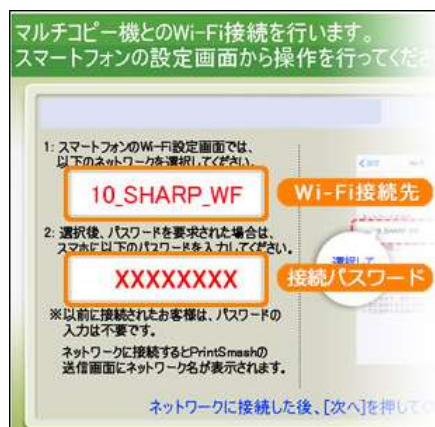 マルチコピー機とのWi-Fi接続を行います。
スマートフォンの設定画面から操作を行ってくださ
1: スマートフォンのWi-Fi設定画面では、
以下のネットワークを選択してください。
10_SHARP_WF
Wi-Fi接続先
2: 選択後、パスワードを要求された場合は、
スマホに以下のパスワードを入力してください。
選択して
XXXXXXXX
接続パスワード
※以前に接続されたお客様は、パスワードの
入力は不要です。
ネットワークに接続するとPrintSmashの
送信画面にネットワーク名が表示されます。
ネットワークに接続した後、[次へ]を押してく